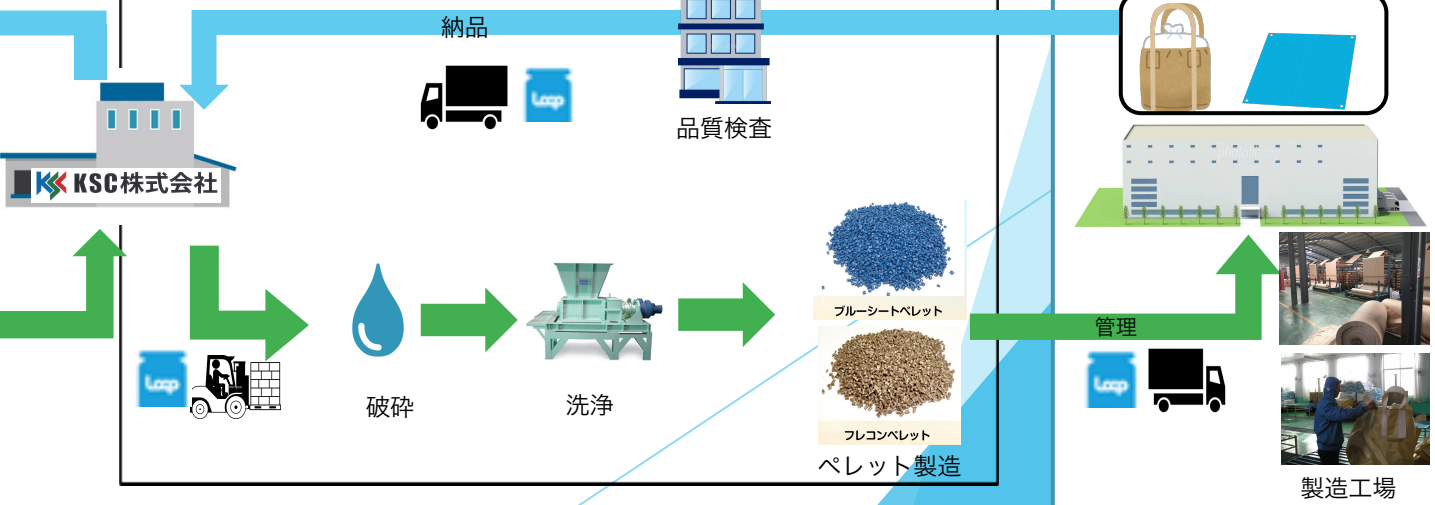 納品
品質検査
KSC株式会社
Loop
Loop
ブルーシートペレット
管理
Loop
フレコンペレット
破砕
洗浄
ペレット製造
製造工場